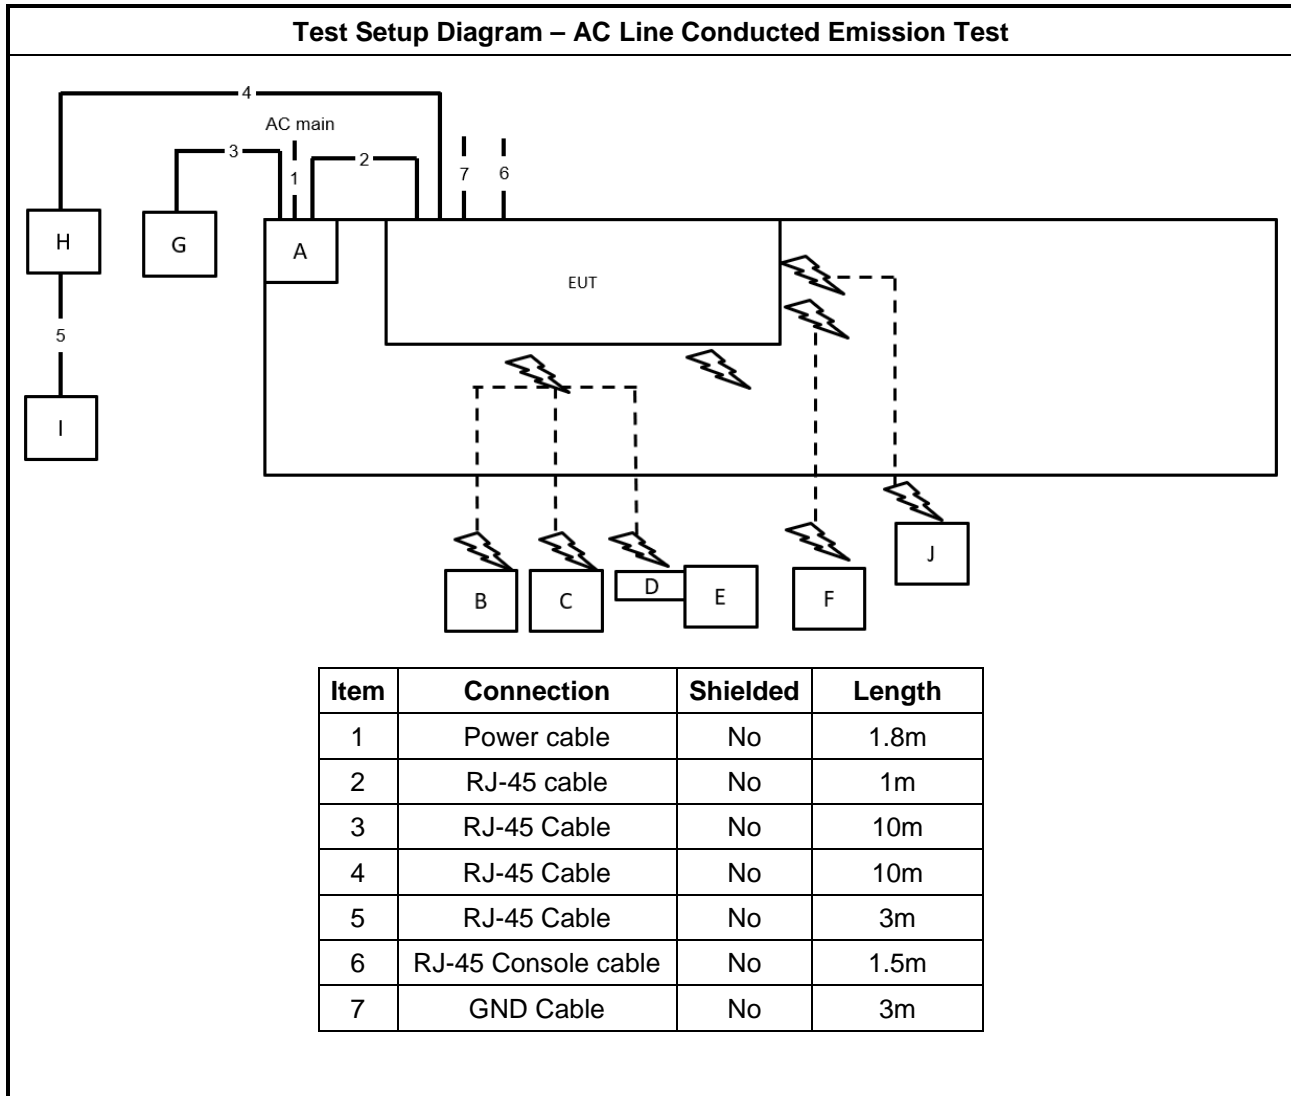 Test Setup Diagram – AC Line Conducted Emission Test
4
AC main
3
1
2
7
6
H
G
A
EUT
5
I
J
B
C
D
E
F
Item Connection Shielded Length
1 Power cable No 1.8m
2 RJ-45 cable No 1m
3 RJ-45 Cable No 10m
4 RJ-45 Cable No 10m
5 RJ-45 Cable No 3m
6 RJ-45 Console cable No 1.5m
7 GND Cable No 3m